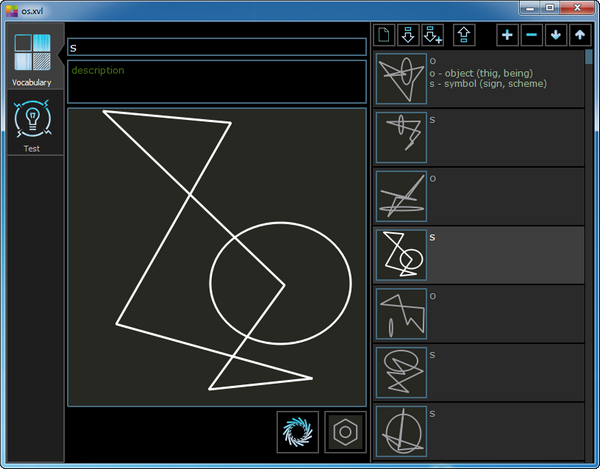 os.xvl
Vocabulary
Test
s
description
o
o - object (thig, being)
s - symbol (sign, scheme)
s
o
s
o
s
s